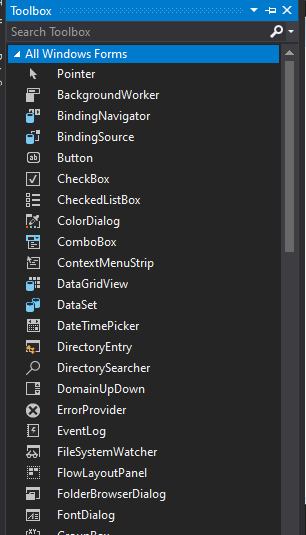 Toolbox
Search Toolbox
All Windows Forms
Pointer
BackgroundWorker
BindingNavigator
BindingSource
Button
CheckBox
CheckedListBox
ColorDialog
ComboBox
ContextMenuStrip
DataGridView
DataSet
DateTimePicker
DirectoryEntry
DirectorySearcher
DomainUpDown
ErrorProvider
EventLog
FileSystemWatcher
FlowLayoutPanel
FolderBrowserDialog
FontDialog